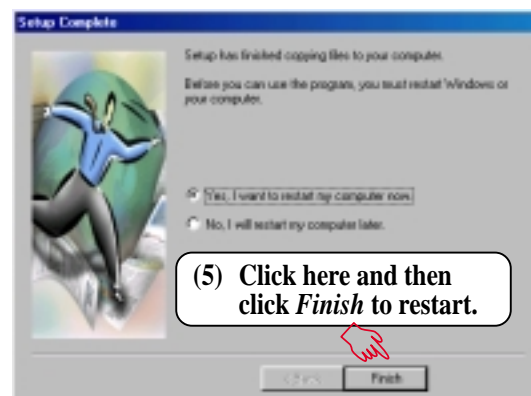 Setup Complete
Setup has finished copying files to your computer.
Before you can use the program, you must restart Windows or
your computer.
Yes, I want to restart my computer now.
No, I will restart my computer later.
(5) Click here and then
click Finish to restart.
< Back
Finish